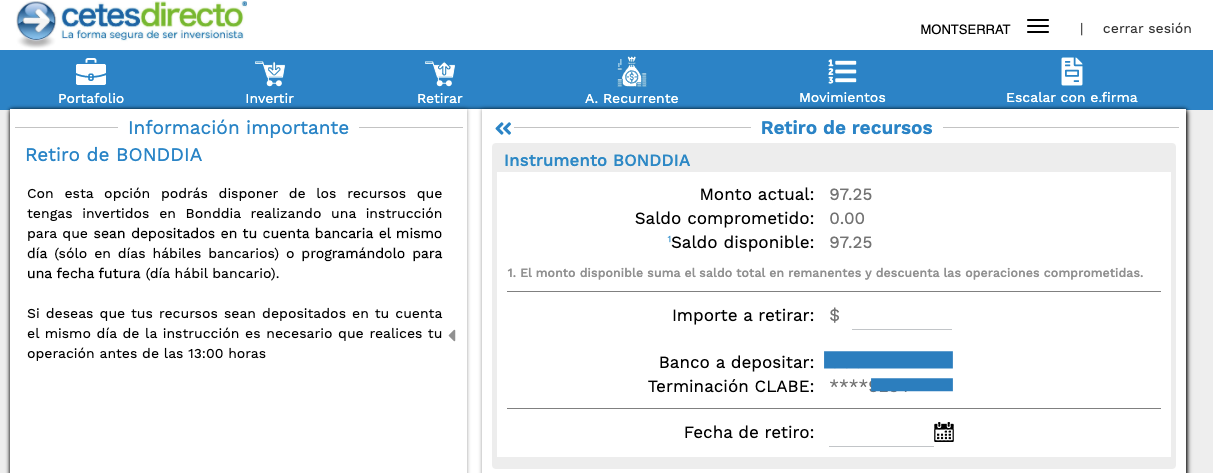 cetesdirecto®
La forma segura de ser inversionista
MONTSERRAT
| cerrar sesión
Portafolio
Invertir
Retirar
A. Recurrente
Movimientos
Escalar con e.firma
Información importante
Retiro de BONDDIA
Con esta opción podrás disponer de los recursos que
tengas invertidos en Bonddia realizando una instrucción
para que sean depositados en tu cuenta bancaria el mismo
día (sólo en días hábiles bancarios) o programándolo para
una fecha futura (día hábil bancario).
Si deseas que tus recursos sean depositados en tu cuenta
el mismo día de la instrucción es necesario que realices tu
operación antes de las 13:00 horas
Retiro de recursos
Instrumento BONDDIA
Monto actual: 97.25
Saldo comprometido: 0.00
¹Saldo disponible: 97.25
1. El monto disponible suma el saldo total en remanentes y descuenta las operaciones comprometidas.
Importe a retirar: $
Banco a depositar:
Terminación CLABE: ****
Fecha de retiro: